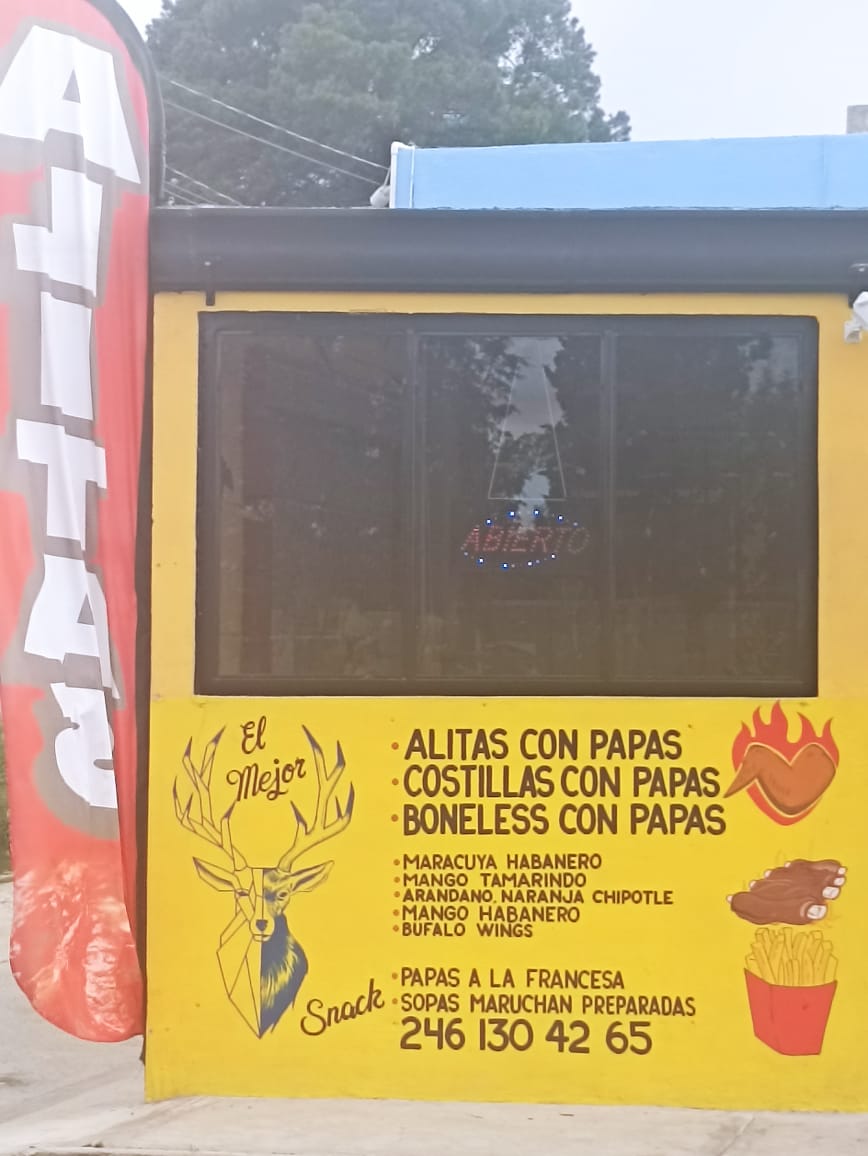 ALITAS
ABIERTO
El
Mejor
• ALITAS CON PAPAS
• COSTILLAS CON PAPAS
• BONELESS CON PAPAS
• MARACUYA HABANERO
• MANGO TAMARINDO
• ARANDANO, NARANJA CHIPOTLE
• MANGO HABANERO
• BUFALO WINGS
Snack
• PAPAS A LA FRANCESA
• SOPAS MARUCHAN PREPARADAS
246 130 42 65